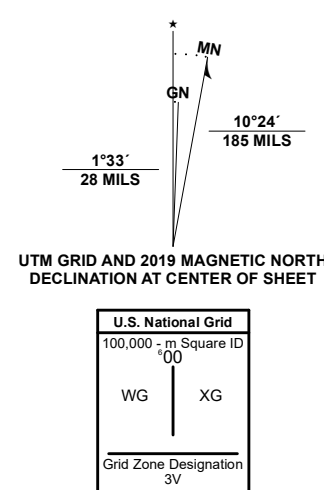 ★
MN
GN
10°24´
185 MILS
1°33´
28 MILS
UTM GRID AND 2019 MAGNETIC NORTH
DECLINATION AT CENTER OF SHEET
U.S. National Grid
100,000 - m Square ID
⁶00
WG XG
Grid Zone Designation
3V